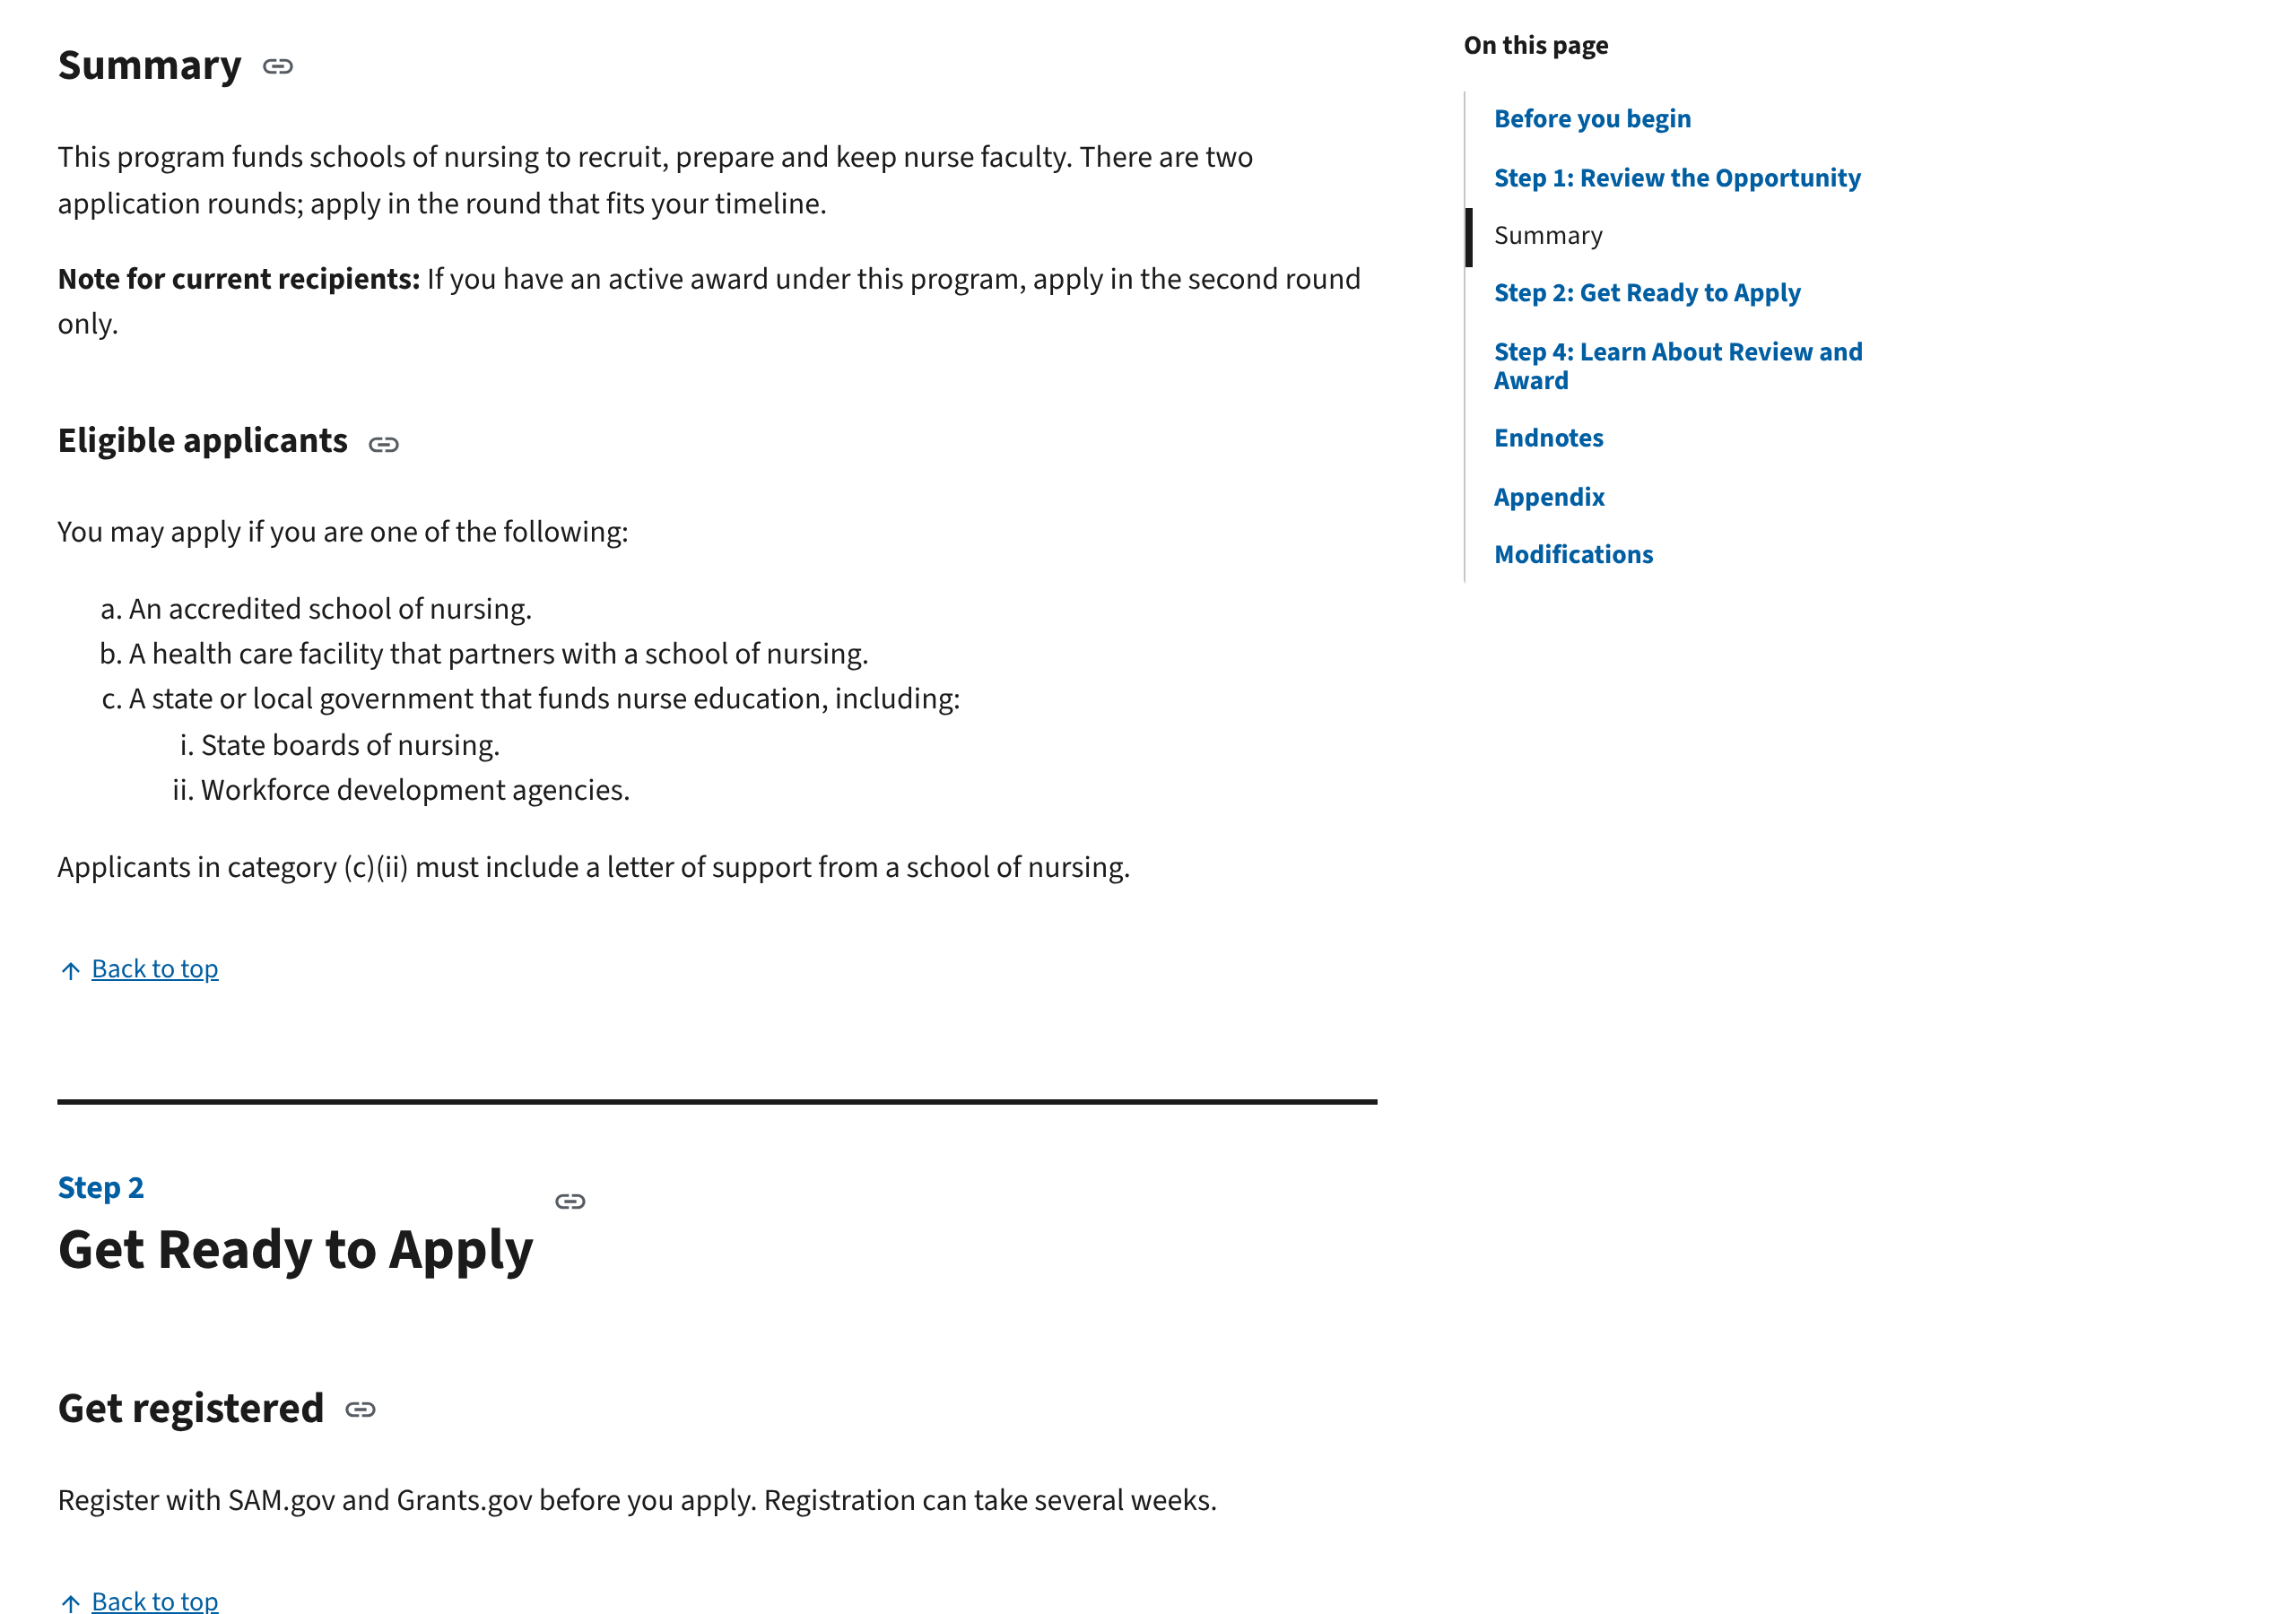 Summary
This program funds schools of nursing to recruit, prepare and keep nurse faculty. There are two
application rounds; apply in the round that fits your timeline.
Note for current recipients: If you have an active award under this program, apply in the second round
only.
Eligible applicants
You may apply if you are one of the following:
a. An accredited school of nursing.
b. A health care facility that partners with a school of nursing.
c. A state or local government that funds nurse education, including:
i. State boards of nursing.
ii. Workforce development agencies.
Applicants in category (c)(ii) must include a letter of support from a school of nursing.
Back to top
Step 2
Get Ready to Apply
Get registered
Register with SAM.gov and Grants.gov before you apply. Registration can take several weeks.
Back to top
On this page
Before you begin
Step 1: Review the Opportunity
Summary
Step 2: Get Ready to Apply
Step 4: Learn About Review and
Award
Endnotes
Appendix
Modifications